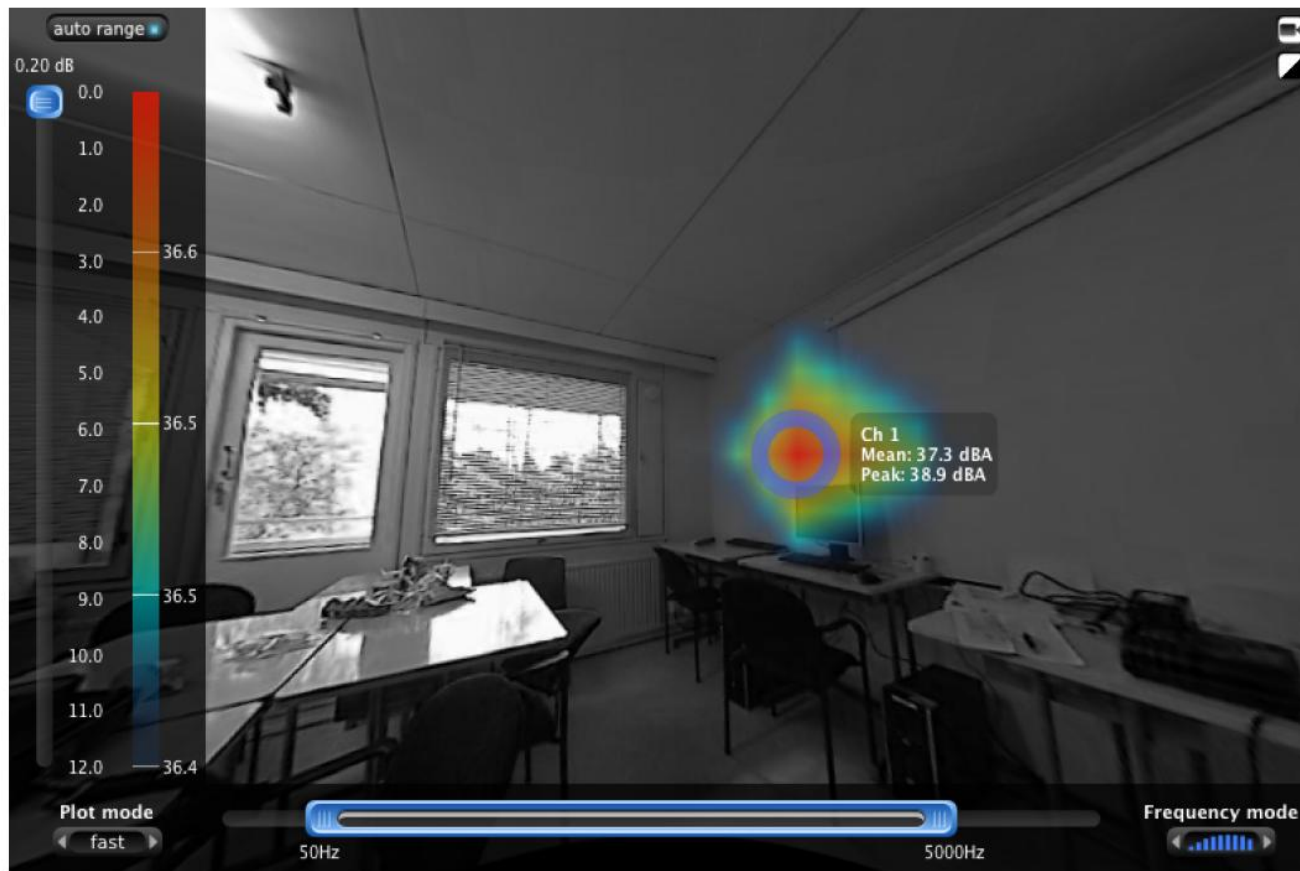 auto range
0.20 dB
0.0
1.0
2.0
3.0
4.0
5.0
6.0
7.0
8.0
9.0
10.0
11.0
12.0
36.6
36.5
36.5
36.4
Ch 1
Mean: 37.3 dBA
Peak: 38.9 dBA
Plot mode
fast
50Hz
5000Hz
Frequency mode